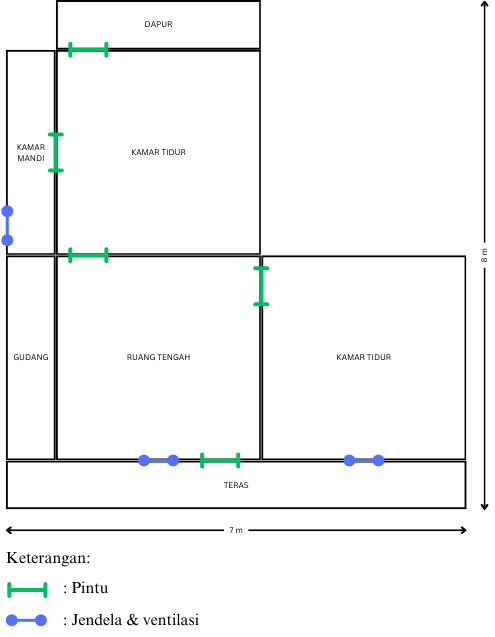 DAPUR
KAMAR
MANDI
KAMAR TIDUR
8 m
GUDANG
RUANG TENGAH
KAMAR TIDUR
TERAS
7 m
Keterangan:
: Pintu
: Jendela & ventilasi